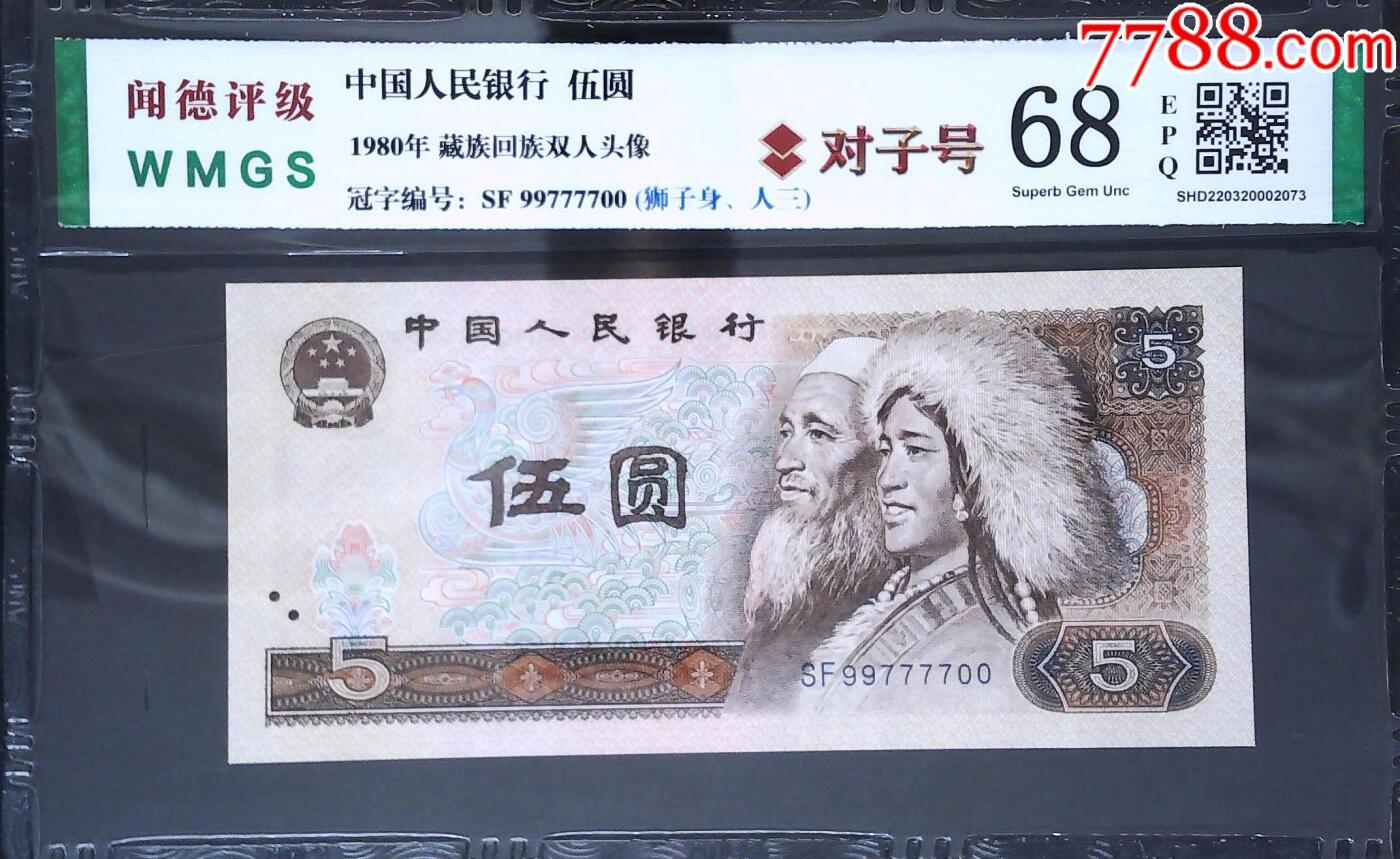 7788.com
闻德评级
WMGS
中国人民银行 伍圆
1980年 藏族回族双人头像
冠字编号：SF 99777700 (狮子身、人三)
对子号
68
Superb Gem Unc
EPQ
SHD220320002073
中国人民银行
伍圆
5
5
SF99777700
5